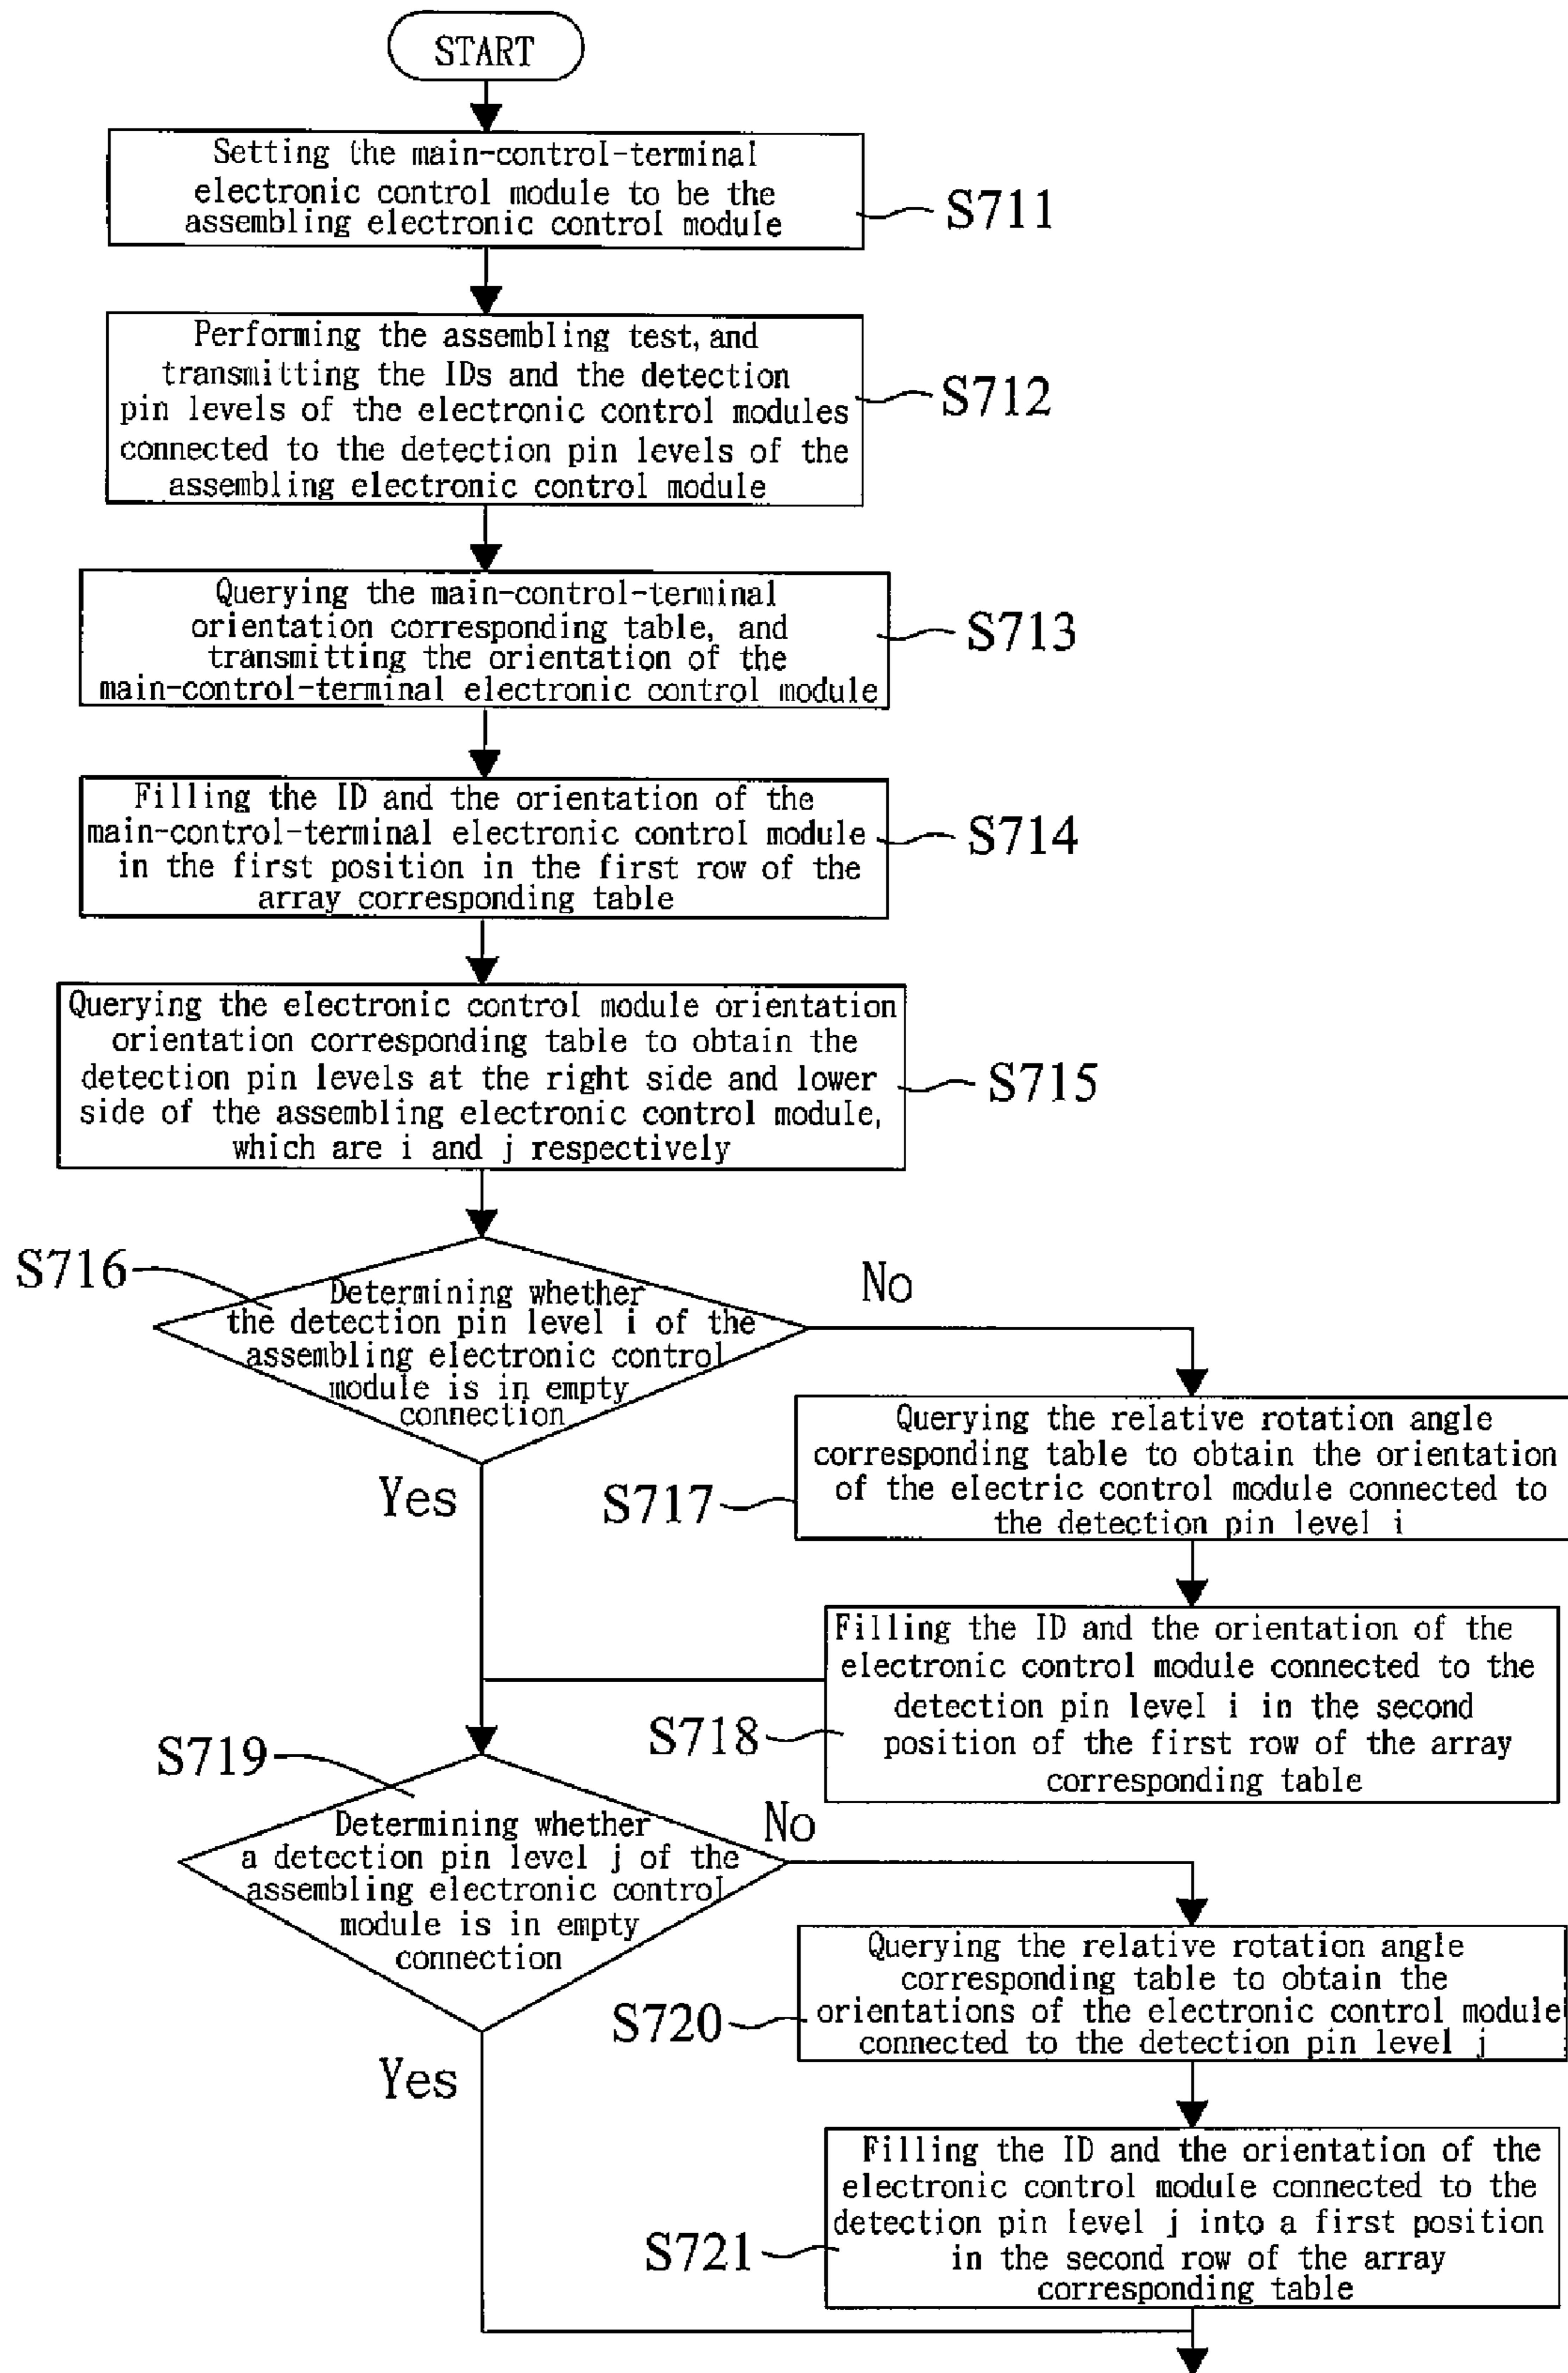 START
Setting the main-control-terminal
electronic control module to be the
assembling electronic control module
S711
Performing the assembling test, and
transmitting the IDs and the detection
pin levels of the electronic control modules
connected to the detection pin levels of the
assembling electronic control module
S712
Querying the main-control-terminal
orientation corresponding table, and
transmitting the orientation of the
main-control-terminal electronic control module
S713
Filling the ID and the orientation of the
main-control-terminal electronic control module
in the first position in the first row of the
array corresponding table
S714
Querying the electronic control module orientation
orientation corresponding table to obtain the
detection pin levels at the right side and lower
side of the assembling electronic control module,
which are i and j respectively
S715
S716
Determining whether
the detection pin level i of the
assembling electronic control
module is in empty
connection
No
Yes
Querying the relative rotation angle
corresponding table to obtain the orientation
of the electric control module connected to
the detection pin level i
S717
Filling the ID and the orientation of the
electronic control module connected to the
detection pin level i in the second
position of the first row of the array
corresponding table
S718
S719
Determining whether
a detection pin level j of the
assembling electronic control
module is in empty
connection
No
Yes
Querying the relative rotation angle
corresponding table to obtain the
orientations of the electronic control module
connected to the detection pin level j
S720
Filling the ID and the orientation of the
electronic control module connected to the
detection pin level j into a first position
in the second row of the array
corresponding table
S721